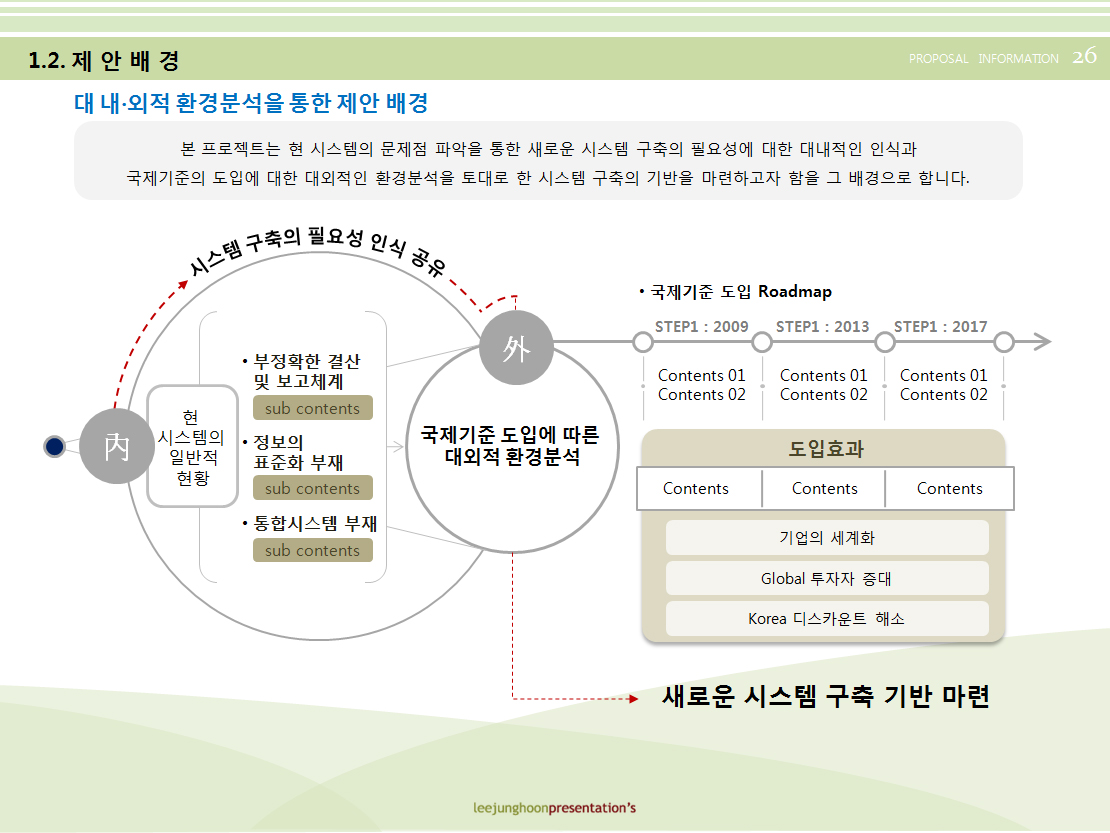 1.2. 제 안 배 경
PROPOSAL INFORMATION 26
대 내·외적 환경분석을 통한 제안 배경
본 프로젝트는 현 시스템의 문제점 파악을 통한 새로운 시스템 구축의 필요성에 대한 대내적인 인식과
국제기준의 도입에 대한 대외적인 환경분석을 토대로 한 시스템 구축의 기반을 마련하고자 함을 그 배경으로 합니다.
시스템 구축의 필요성 인식 공유
內
현
시스템의
일반적
현황
• 부정확한 결산
및 보고체계
sub contents
• 정보의
표준화 부재
sub contents
• 통합시스템 부재
sub contents
外
국제기준 도입에 따른
대외적 환경분석
• 국제기준 도입 Roadmap
STEP1 : 2009 STEP1 : 2013 STEP1 : 2017
Contents 01 Contents 01 Contents 01
Contents 02 Contents 02 Contents 02
도입효과
Contents Contents Contents
기업의 세계화
Global 투자자 증대
Korea 디스카운트 해소
새로운 시스템 구축 기반 마련
leejunghoonpresentation's